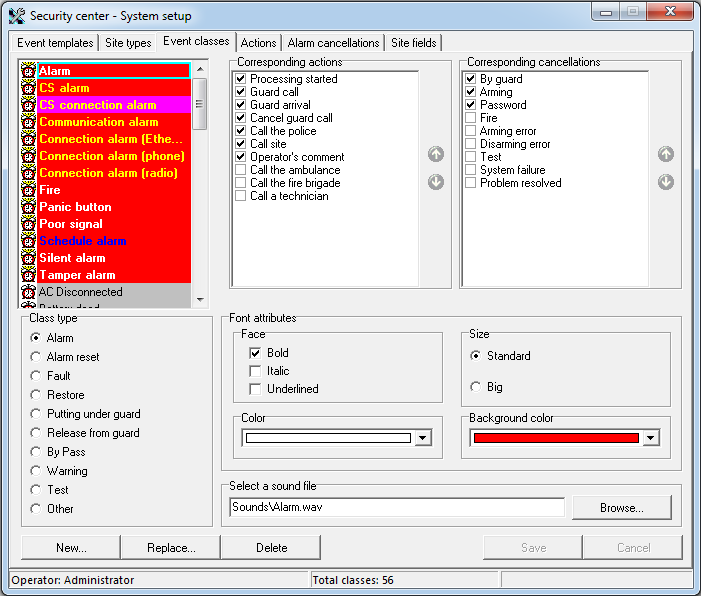 Security center - System setup
Event templates
Site types
Event classes
Actions
Alarm cancellations
Site fields
Alarm
CS alarm
CS connection alarm
Communication alarm
Connection alarm (Ethe...
Connection alarm (phone)
Connection alarm (radio)
Fire
Panic button
Poor signal
Schedule alarm
Silent alarm
Tamper alarm
AC Disconnected
Battery dead
Corresponding actions
Processing started
Guard call
Guard arrival
Cancel guard call
Call the police
Call site
Operator's comment
Call the ambulance
Call the fire brigade
Call a technician
Corresponding cancellations
By guard
Arming
Password
Fire
Arming error
Disarming error
Test
System failure
Problem resolved
Class type
Alarm
Alarm reset
Fault
Restore
Putting under guard
Release from guard
By Pass
Warning
Test
Other
Font attributes
Face
Bold
Italic
Underlined
Size
Standard
Big
Color
Background color
Select a sound file
Sounds\Alarm.wav
Browse...
New...
Replace...
Delete
Save
Cancel
Operator: Administrator
Total classes: 56